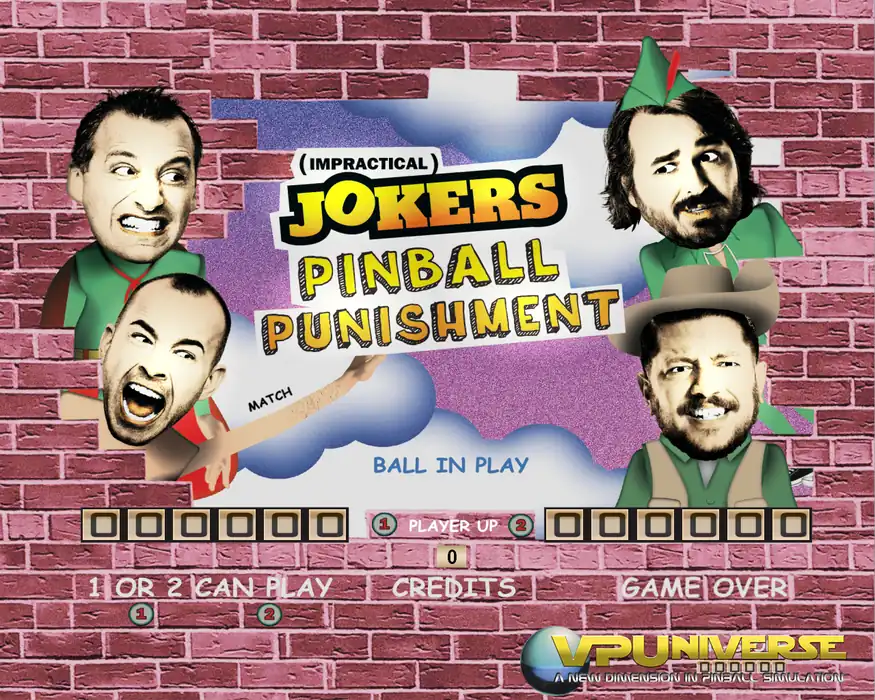 (IMPRACTICAL)
JOKERS
PINBALL
PUNISHMENT
MATCH
BALL IN PLAY
000000
1 PLAYER UP 2
000000
0
1 OR 2 CAN PLAY
CREDITS
GAME OVER
1 2
VPUNIVERSE
000000
A NEW DIMENSION IN PINBALL SIMULATION